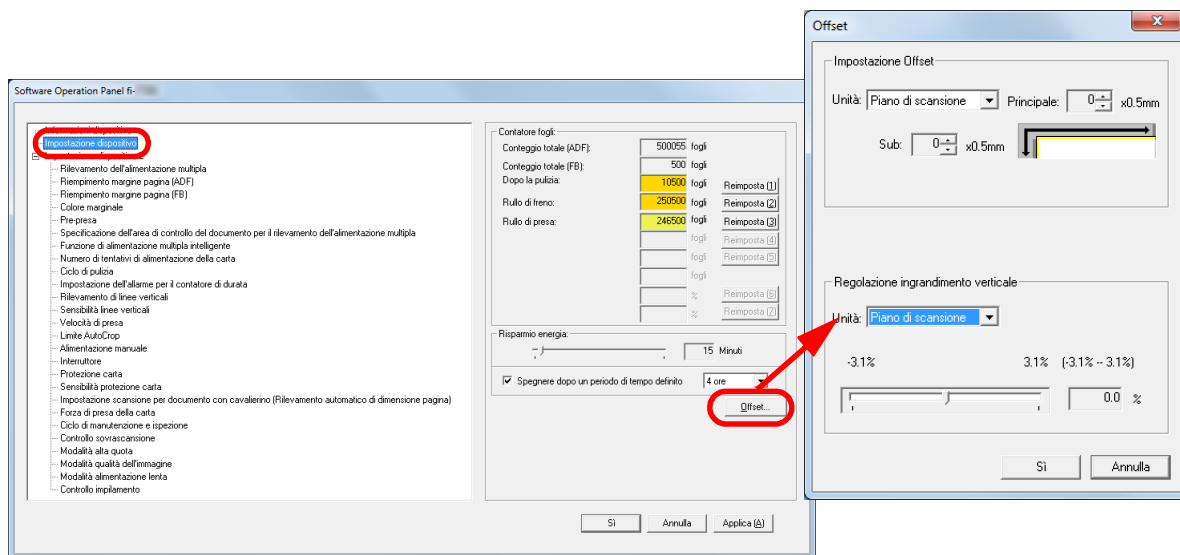 Software Operation Panel fi-
Impostazione dispositivo
Rilevamento dell'alimentazione multipla
Riempimento margine pagina (ADF)
Riempimento margine pagina (FB)
Colore marginale
Pre-presa
Specificazione dell'area di controllo del documento per il rilevamento dell'alimentazione multipla
Funzione di alimentazione multipla intelligente
Numero di tentativi di alimentazione della carta
Ciclo di pulizia
Impostazione dell'allarme per il contatore di durata
Rilevamento di linee verticali
Sensibilità linee verticali
Velocità di presa
Limite AutoCrop
Alimentazione manuale
Interruttore
Protezione carta
Sensibilità protezione carta
Impostazione scansione per documento con cavalierino (Rilevamento automatico di dimensione pagina)
Forza di presa della carta
Ciclo di manutenzione e ispezione
Controllo sovrascansione
Modalità alta quota
Modalità qualità dell'immagine
Modalità alimentazione lenta
Controllo impilamento
Contatore fogli:
Conteggio totale (ADF): 500055 fogli
Conteggio totale (FB): 500 fogli
Dopo la pulizia: 10500 fogli Reimposta (1)
Rullo di freno: 250500 fogli Reimposta (2)
Rullo di presa: 246500 fogli Reimposta (3)
fogli Reimposta (4)
fogli Reimposta (5)
fogli
% Reimposta (6)
% Reimposta (7)
Risparmio energia:
15 Minuti
Spegnere dopo un periodo di tempo definito 4 ore
Offset...
Sì Annulla Applica (A)
Offset
Impostazione Offset
Unità: Piano di scansione Principale: 0 x0.5mm
Sub: 0 x0.5mm
Regolazione ingrandimento verticale
Unità: Piano di scansione
-3.1% 3.1% (-3.1% -- 3.1%)
0.0 %
Sì Annulla